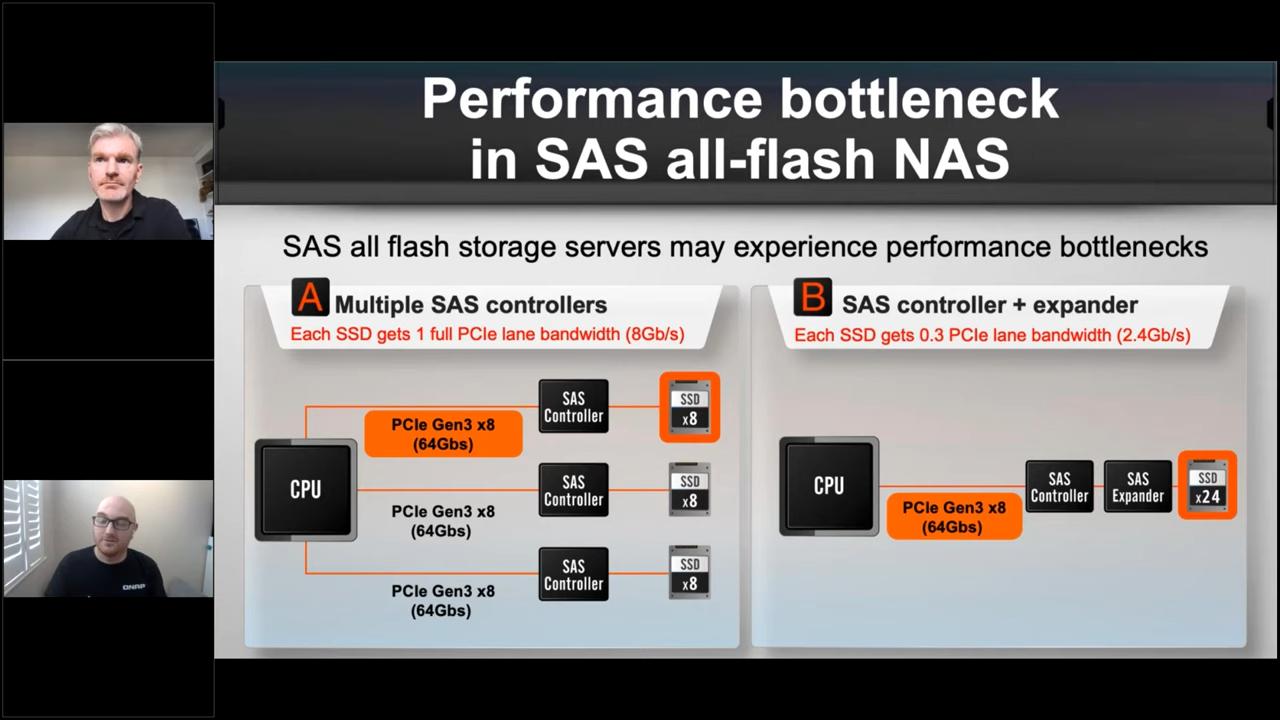 Performance bottleneck
in SAS all-flash NAS
SAS all flash storage servers may experience performance bottlenecks
A Multiple SAS controllers
Each SSD gets 1 full PCIe lane bandwidth (8Gb/s)
CPU
PCIe Gen3 x8
(64Gbs)
SAS
Controller
SSD
x8
PCIe Gen3 x8
(64Gbs)
SAS
Controller
SSD
x8
PCIe Gen3 x8
(64Gbs)
SAS
Controller
SSD
x8
B SAS controller + expander
Each SSD gets 0.3 PCIe lane bandwidth (2.4Gb/s)
CPU
PCIe Gen3 x8
(64Gbs)
SAS
Controller
SAS
Expander
SSD
x24
QNAP